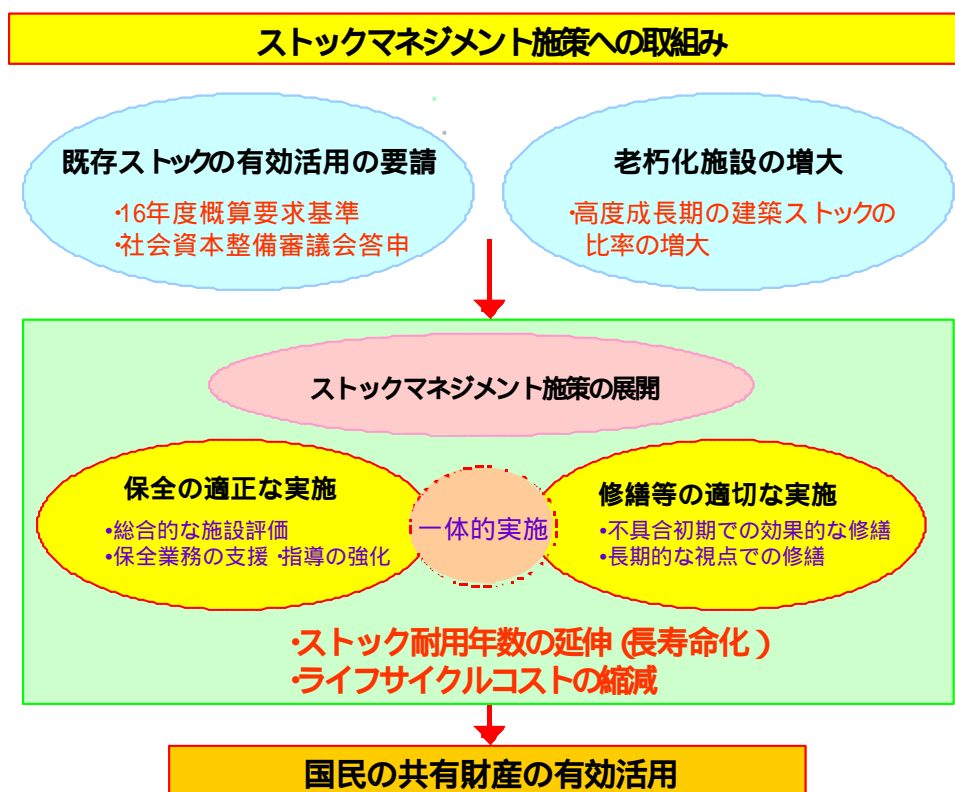 ストックマネジメント施策への取組み
既存ストックの有効活用の要請
・16年度概算要求基準
・社会資本整備審議会答申
老朽化施設の増大
・高度成長期の建築ストックの
比率の増大
ストックマネジメント施策の展開
保全の適正な実施
•総合的な施設評価
•保全業務の支援・指導の強化
一体的実施
修繕等の適切な実施
•不具合初期での効果的な修繕
•長期的な視点での修繕
・ストック耐用年数の延伸(長寿命化)
・ライフサイクルコストの縮減
国民の共有財産の有効活用